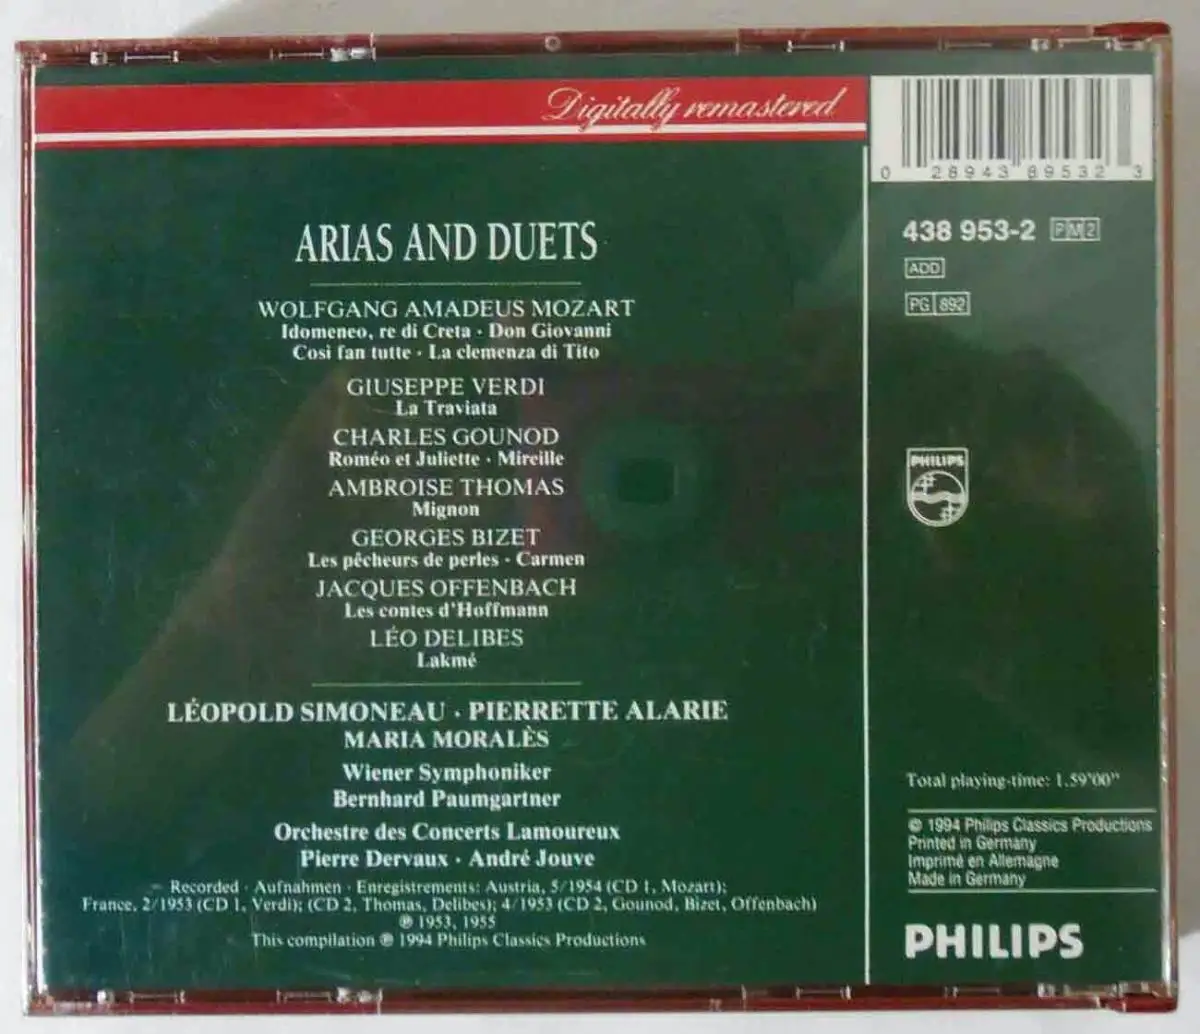 Digitally remastered
0 28943 89532 3
438 953-2 PM2
ADD
PG 892
ARIAS AND DUETS
WOLFGANG AMADEUS MOZART
Idomeneo, re di Creta · Don Giovanni
Così fan tutte · La clemenza di Tito
GIUSEPPE VERDI
La Traviata
CHARLES GOUNOD
Roméo et Juliette · Mireille
AMBROISE THOMAS
Mignon
GEORGES BIZET
Les pêcheurs de perles · Carmen
JACQUES OFFENBACH
Les contes d'Hoffmann
LÉO DELIBES
Lakmé
LÉOPOLD SIMONEAU · PIERRETTE ALARIE
MARIA MORALÈS
Wiener Symphoniker
Bernhard Paumgartner
Orchestre des Concerts Lamoureux
Pierre Dervaux · André Jouve
Recorded · Aufnahmen · Enregistrements: Austria, 5/1954 (CD 1, Mozart);
France, 2/1953 (CD 1, Verdi); (CD 2, Thomas, Delibes); 4/1953 (CD 2, Gounod, Bizet, Offenbach)
℗ 1953, 1955
This compilation ℗ 1994 Philips Classics Productions
PHILIPS
Total playing-time: 1.59'00"
© 1994 Philips Classics Productions
Printed in Germany
Imprimé en Allemagne
Made in Germany
PHILIPS